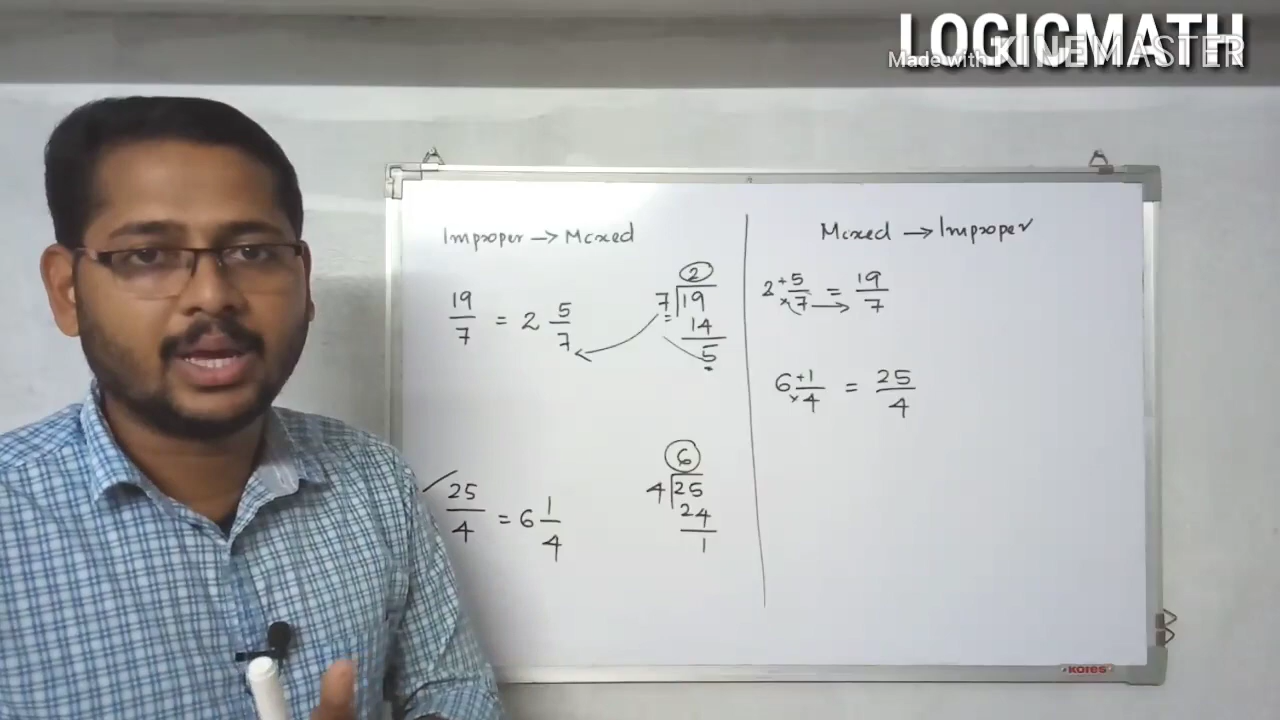 LOGICMATH
Made with KINEMASTER
Improper → Mixed
19/7 = 2 5/7
2
7 19
14
5
25/4 = 6 1/4
6
4 25
24
1
Mixed → Improper
2 + 5/7 × = 19/7
6 + 1/4 × = 25/4
kores